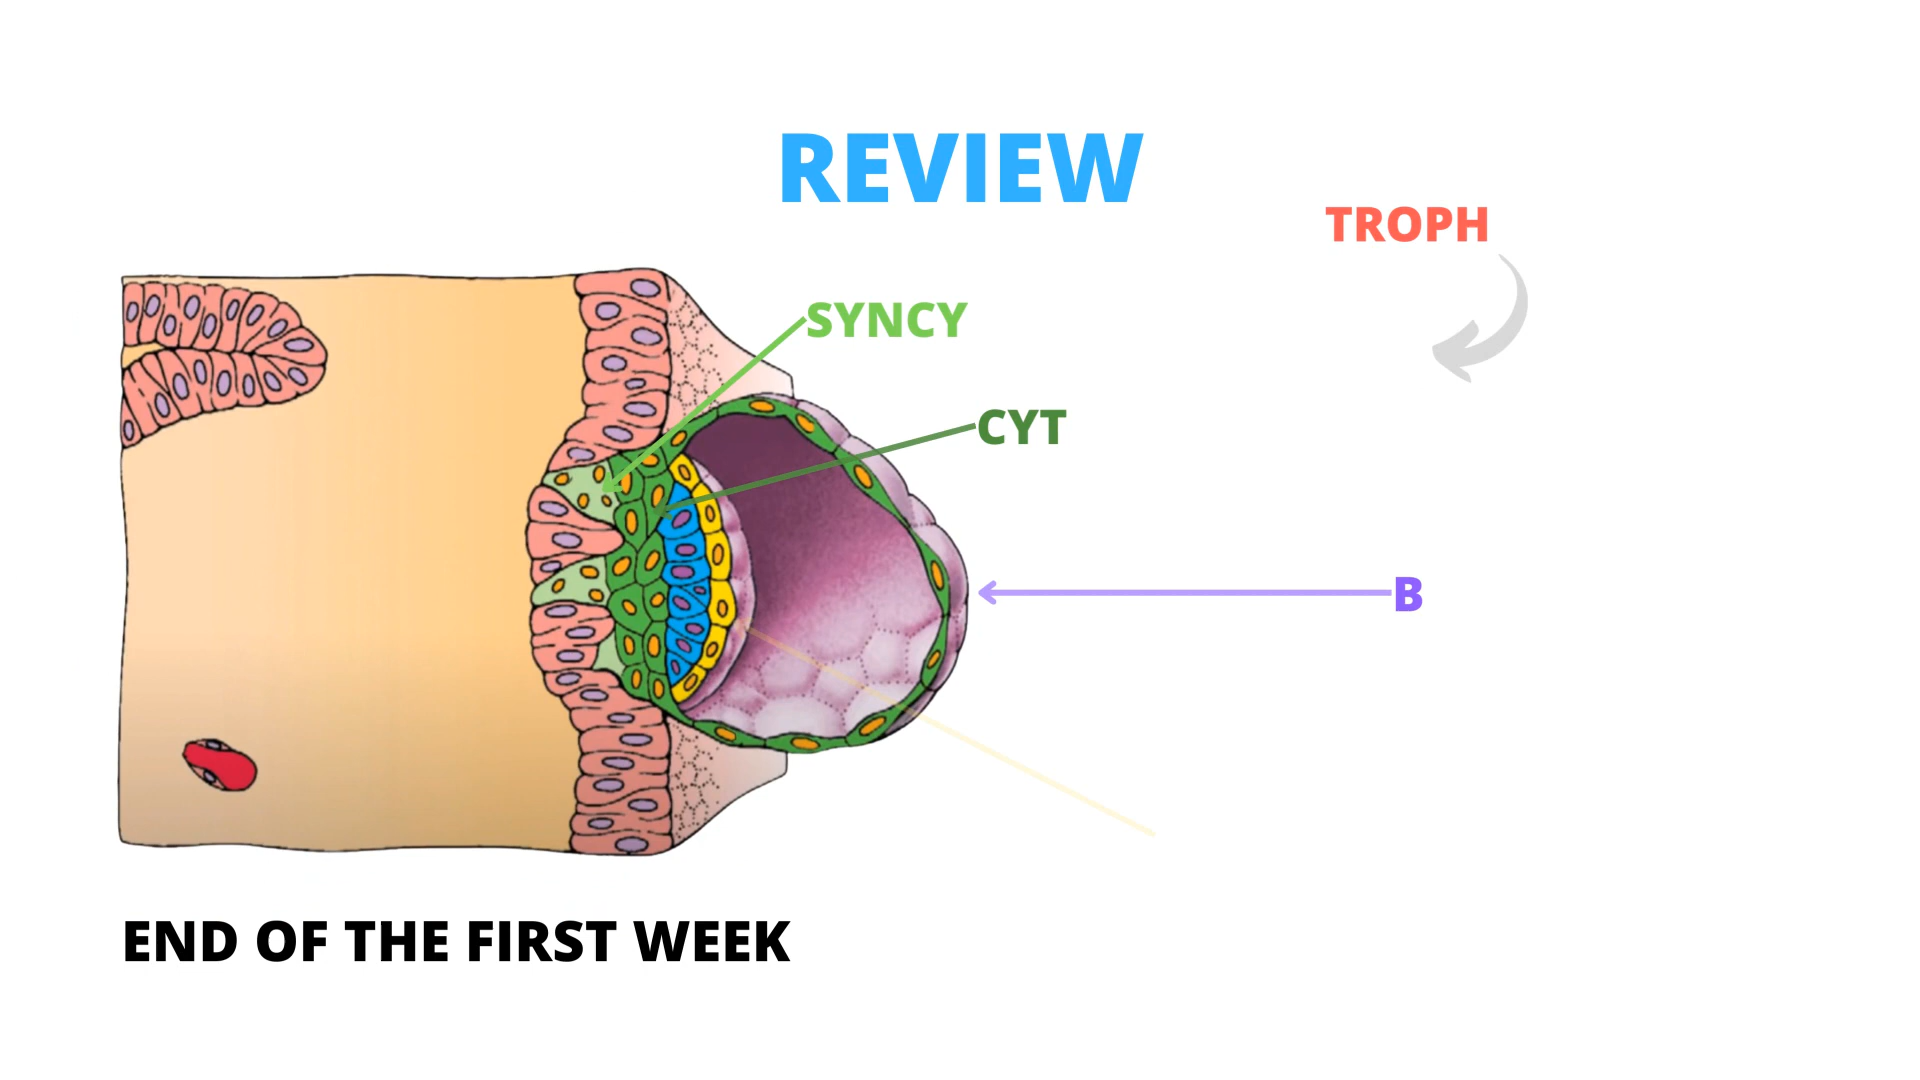 REVIEW
TROPH
SYNCY
CYT
B
END OF THE FIRST WEEK